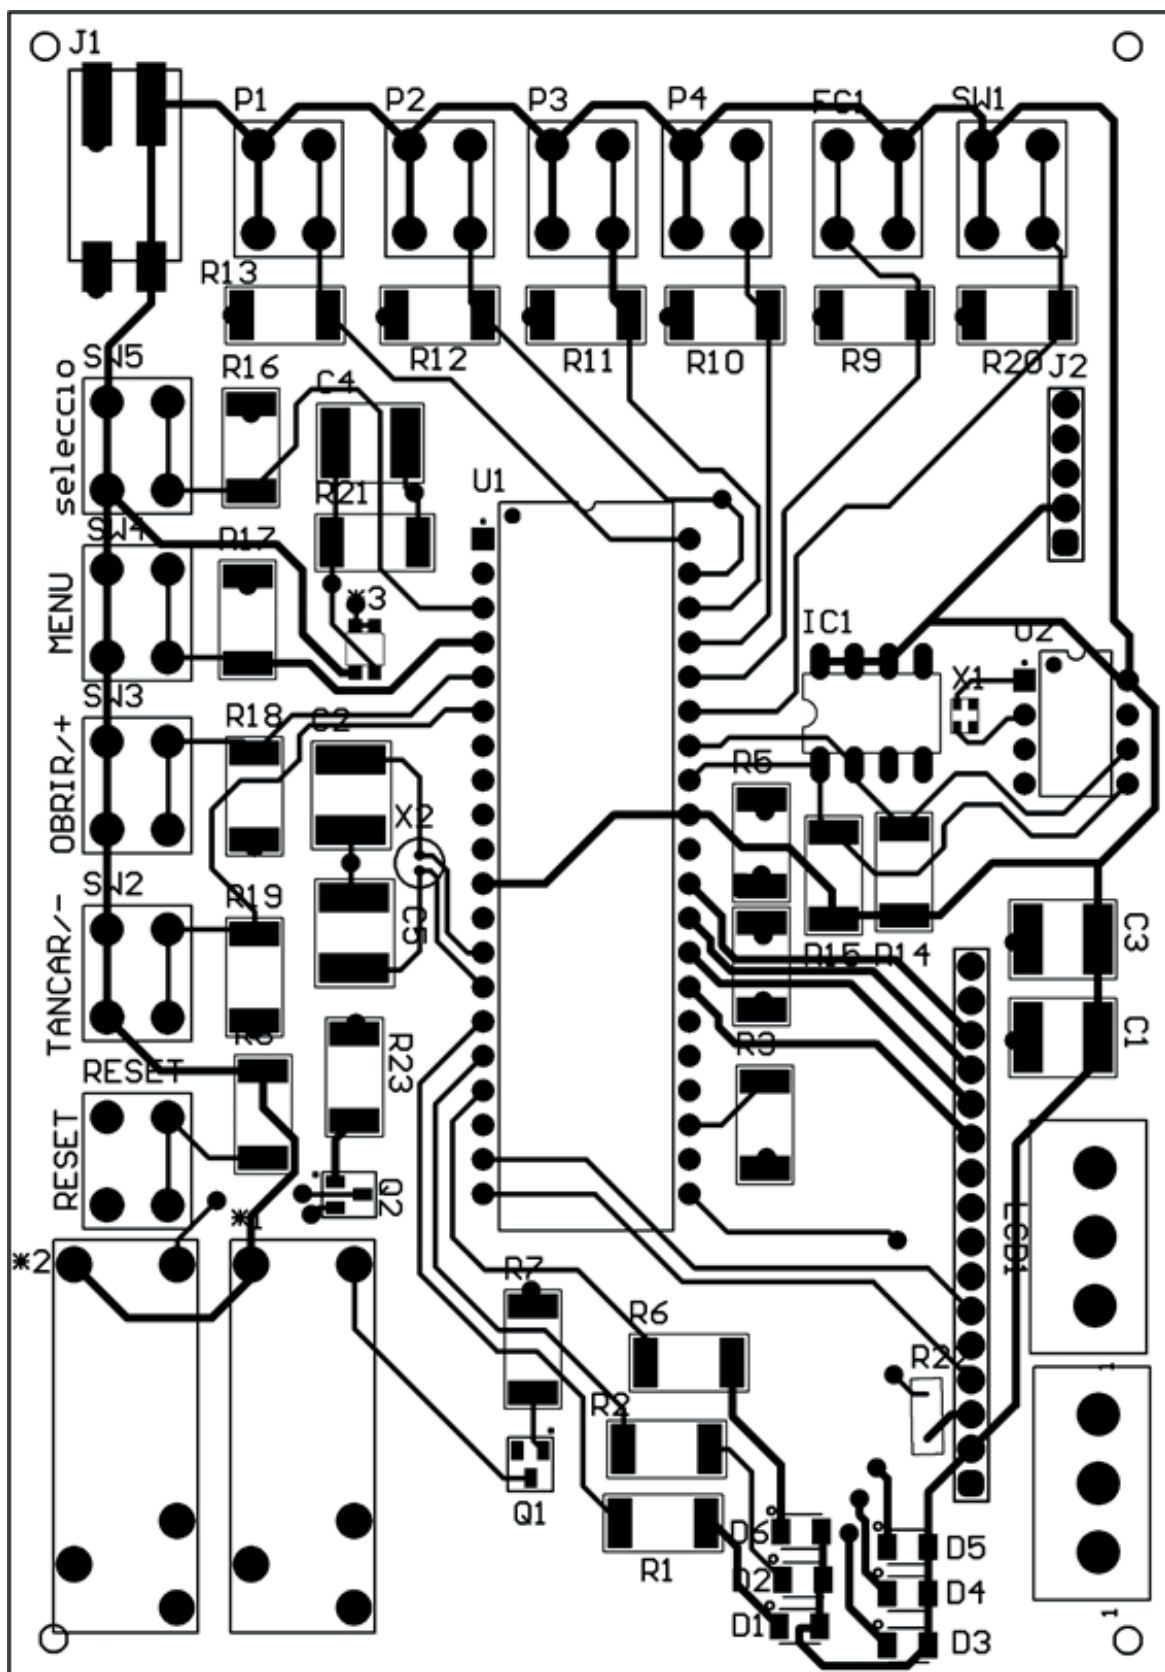 J1
P1
P2
P3
P4
FC1
SW1
R13
R12
R11
R10
R9
R20
J2
SW5
R16
C4
seleccio
U1
R21
SW4
R17
*3
MENU
IC1
U2
X1
SW3
R18
C2
OBRIR/+
R5
X2
SW2
R19
C5
TANCAR/-
R15
R14
C3
R8
R23
R3
C1
RESET
RESET
Q2
*1
*2
LCD1
R7
R6
R2
1
R2
Q1
R1
D6
D5
D2
D4
D1
D3
1